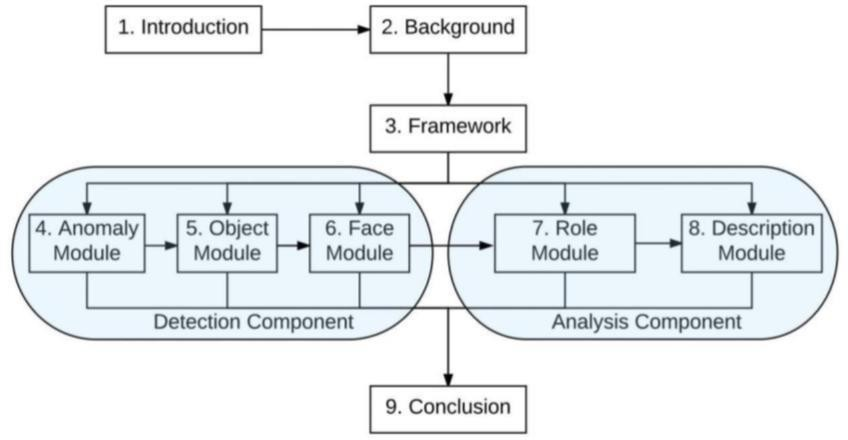 1. Introduction
2. Background
3. Framework
4. Anomaly
Module
5. Object
Module
6. Face
Module
7. Role
Module
8. Description
Module
Detection Component
Analysis Component
9. Conclusion